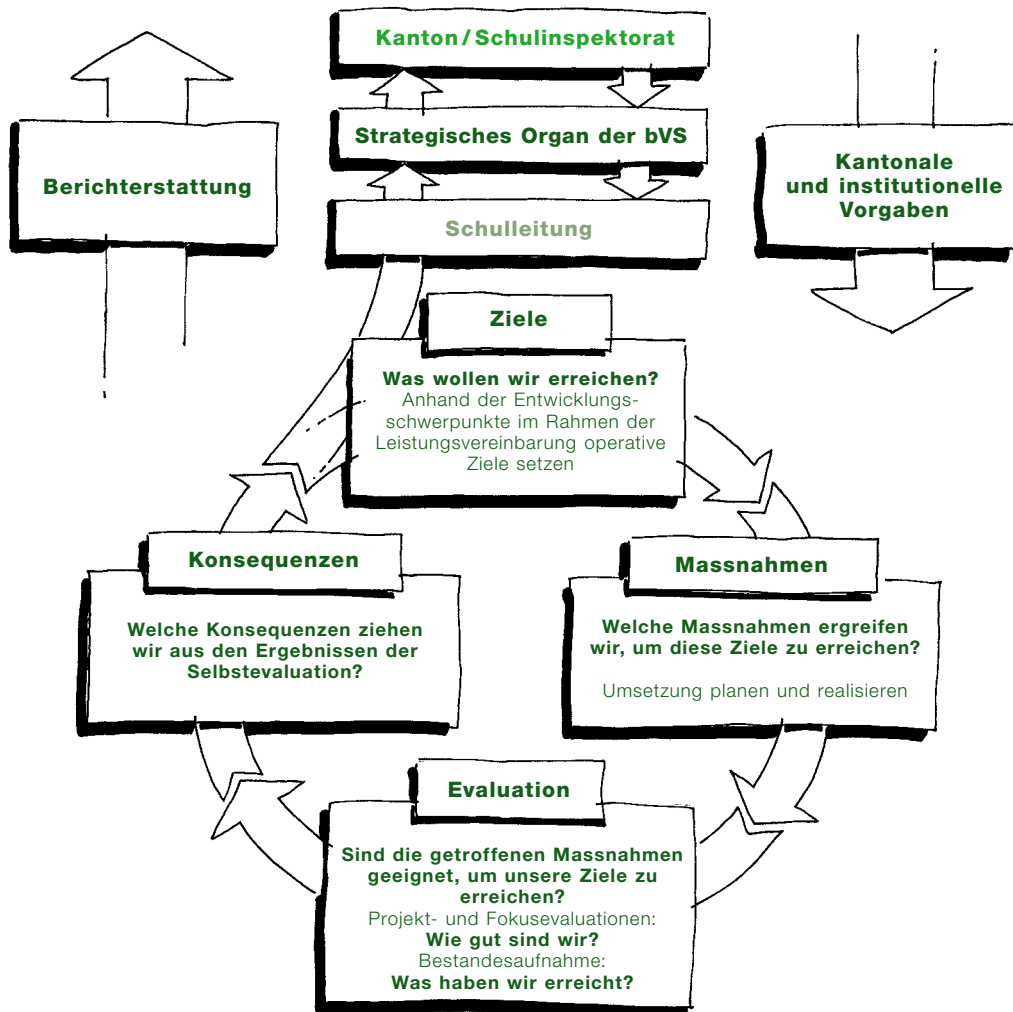 Kanton/Schulinspektorat
Strategisches Organ der bVS
Schulleitung
Berichterstattung
Kantonale
und institutionelle
Vorgaben
Ziele
Was wollen wir erreichen?
Anhand der Entwicklungs-
schwerpunkte im Rahmen der
Leistungsvereinbarung operative
Ziele setzen
Massnahmen
Welche Massnahmen ergreifen
wir, um diese Ziele zu erreichen?
Umsetzung planen und realisieren
Evaluation
Sind die getroffenen Massnahmen
geeignet, um unsere Ziele zu
erreichen?
Projekt- und Fokusevaluationen:
Wie gut sind wir?
Bestandesaufnahme:
Was haben wir erreicht?
Konsequenzen
Welche Konsequenzen ziehen
wir aus den Ergebnissen der
Selbstevaluation?